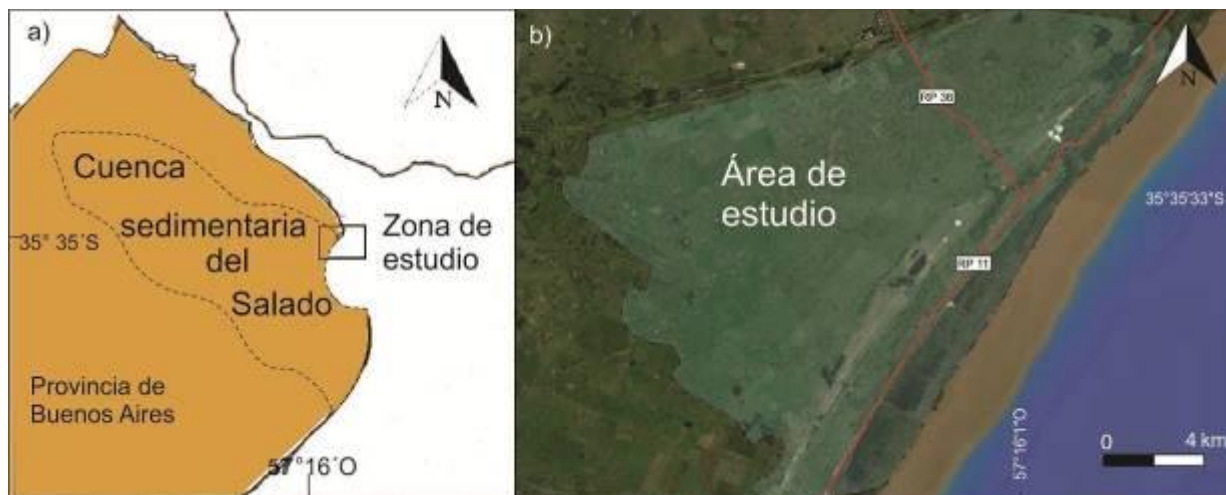 a)
N
Cuenca
sedimentaria
del
Salado
35° 35´S
Zona de
estudio
Provincia de
Buenos Aires
57°16´O
b)
N
RP 36
Área de
estudio
35°35'33"S
RP 11
57°16'1"O
0 4 km